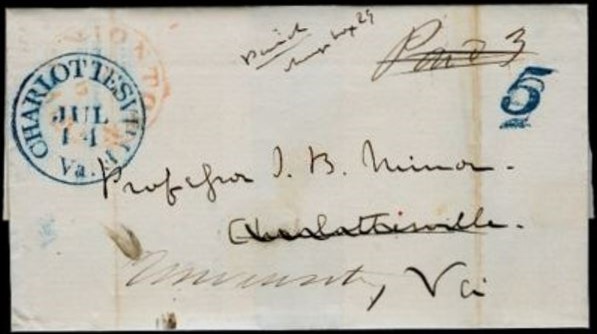 CHARLOTTESVILLE
JUL
14
Va.
Paid 3
5
Professor J. B. Minor.
Charlottesville.
University, Va